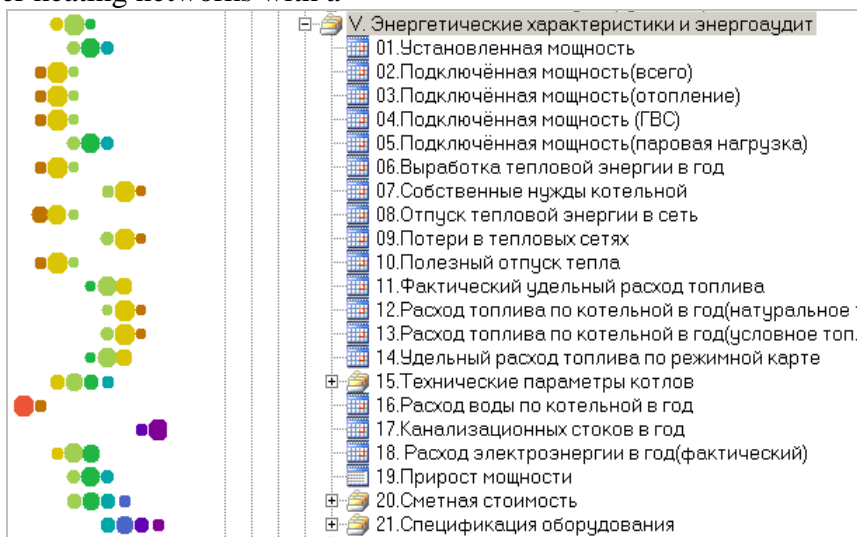 er heating networks with a
V. Энергетические характеристики и энергоаудит
01.Установленная мощность
02.Подключённая мощность(всего)
03.Подключённая мощность(отопление)
04.Подключённая мощность (ГВС)
05.Подключённая мощность(паровая нагрузка)
06.Выработка тепловой энергии в год
07.Собственные нужды котельной
08.Отпуск тепловой энергии в сеть
09.Потери в тепловых сетях
10.Полезный отпуск тепла
11.Фактический удельный расход топлива
12.Расход топлива по котельной в год(натуральное т
13.Расход топлива по котельной в год(условное топ.
14.Удельный расход топлива по режимной карте
15.Технические параметры котлов
16.Расход воды по котельной в год
17.Канализационных стоков в год
18. Расход электроэнергии в год(фактический)
19.Прирост мощности
20.Сметная стоимость
21.Спецификация оборудования